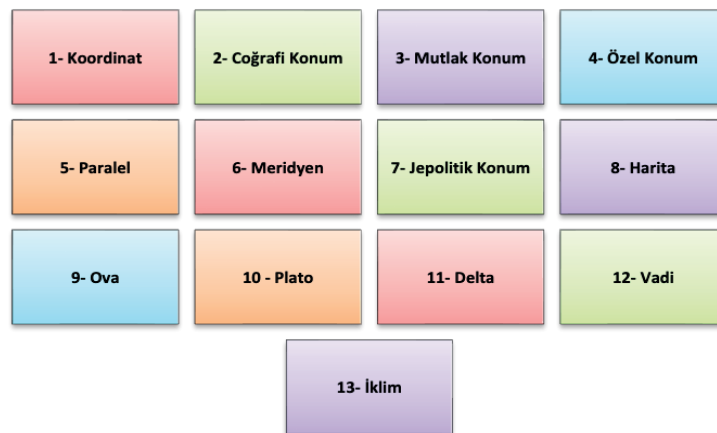 1- Koordinat
2- Coğrafi Konum
3- Mutlak Konum
4- Özel Konum
5- Paralel
6- Meridyen
7- Jepolitik Konum
8- Harita
9- Ova
10 - Plato
11- Delta
12- Vadi
13- İklim